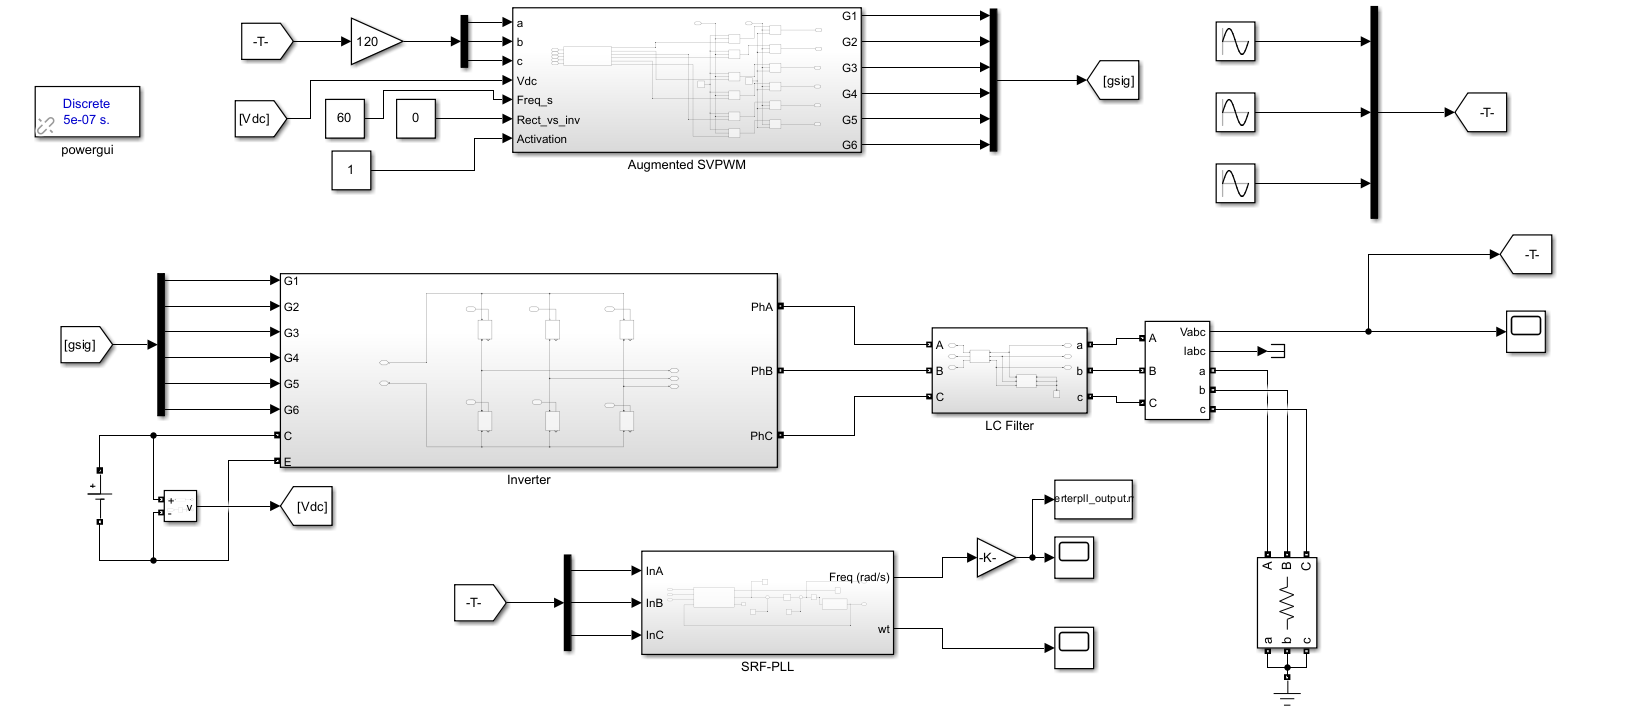 -T-
120
a
b
c
Vdc
Freq_s
Rect_vs_inv
Activation
G1
G2
G3
G4
G5
G6
[gsig]
Augmented SVPWM
[Vdc]
60
0
1
Discrete
5e-07 s.
powergui
-T-
-T-
[gsig]
G1
G2
G3
G4
G5
G6
C
E
PhA
PhB
PhC
Inverter
+
+
-
v
[Vdc]
A
B
C
a
b
c
LC Filter
A
B
C
Vabc
Iabc
a
b
c
-T-
InA
InB
InC
Freq (rad/s)
wt
SRF-PLL
-K-
erterpll_output.m
A
B
C
a
b
c